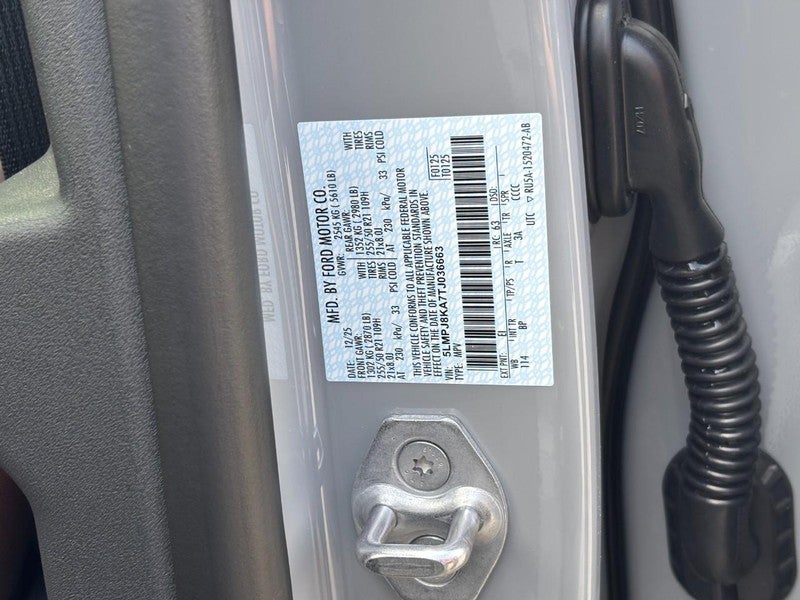 MFD. BY FORD MOTOR CO.
DATE: 12/25
GVWR: 2545 KG ( 5610 LB)
FRONT GAWR:
1302 KG ( 2870 LB)
255/50 R21 109H
21x8.0J
AT 230 kPa/ 33 PSI COLD
REAR GAWR:
1352 KG ( 2980 LB)
255/50 R21 109H
21x8.0J
AT 230 kPa/ 33 PSI COLD
WITH
TIRES
RIMS
WITH
TIRES
RIMS
THIS VEHICLE CONFORMS TO ALL APPLICABLE FEDERAL MOTOR
VEHICLE SAFETY AND THEFT PREVENTION STANDARDS IN
EFFECT ON THE DATE OF MANUFACTURE SHOWN ABOVE.
VIN: 5LMPJ8KA7TJ036663
TYPE: MPV
F0125
T0125
EXT PNT: EJ RC: 63 DSO:
WB INT TR TP/PS R AXLE TR SPR
114 BP T 3A CCCC
UTC ▽ RU5A-1520472-AB